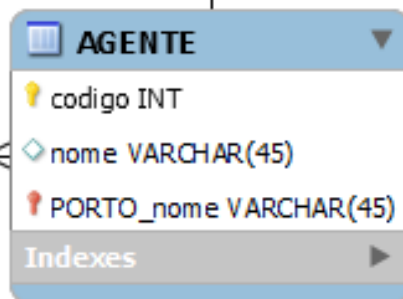 AGENTE
codigo INT
nome VARCHAR(45)
PORTO_nome VARCHAR(45)
Indexes